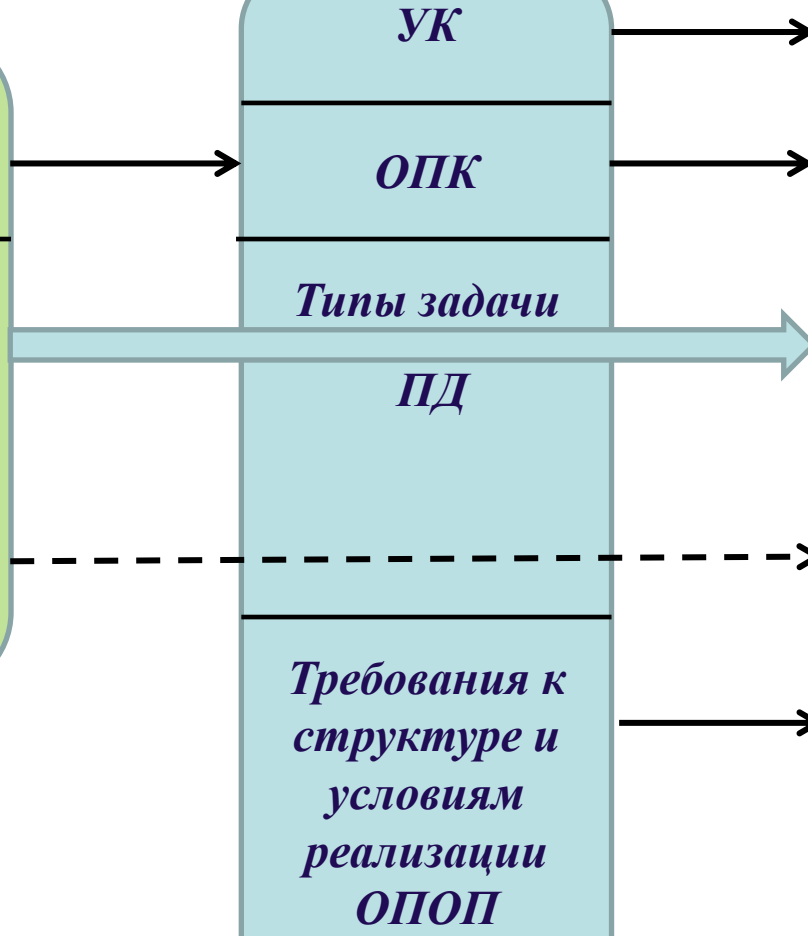 УК
ОПК
Типы задачи
ПД
Требования к
структуре и
условиям
реализации
ОПОП